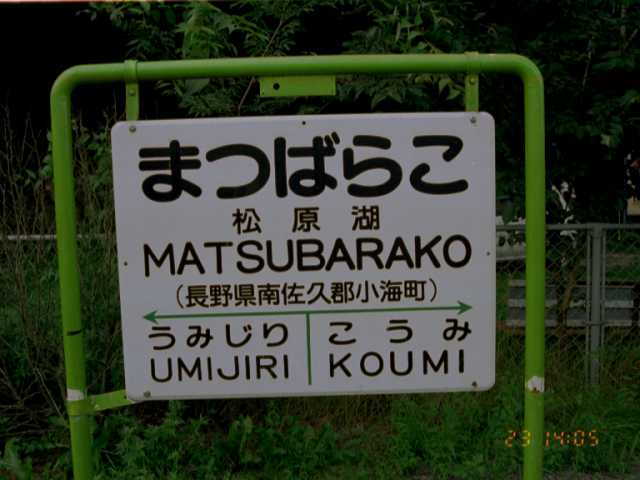 まつばらこ
松原湖
MATSUBARAKO
(長野県南佐久郡小海町)
うみじり こうみ
UMIJIRI KOUMI
23 14:05